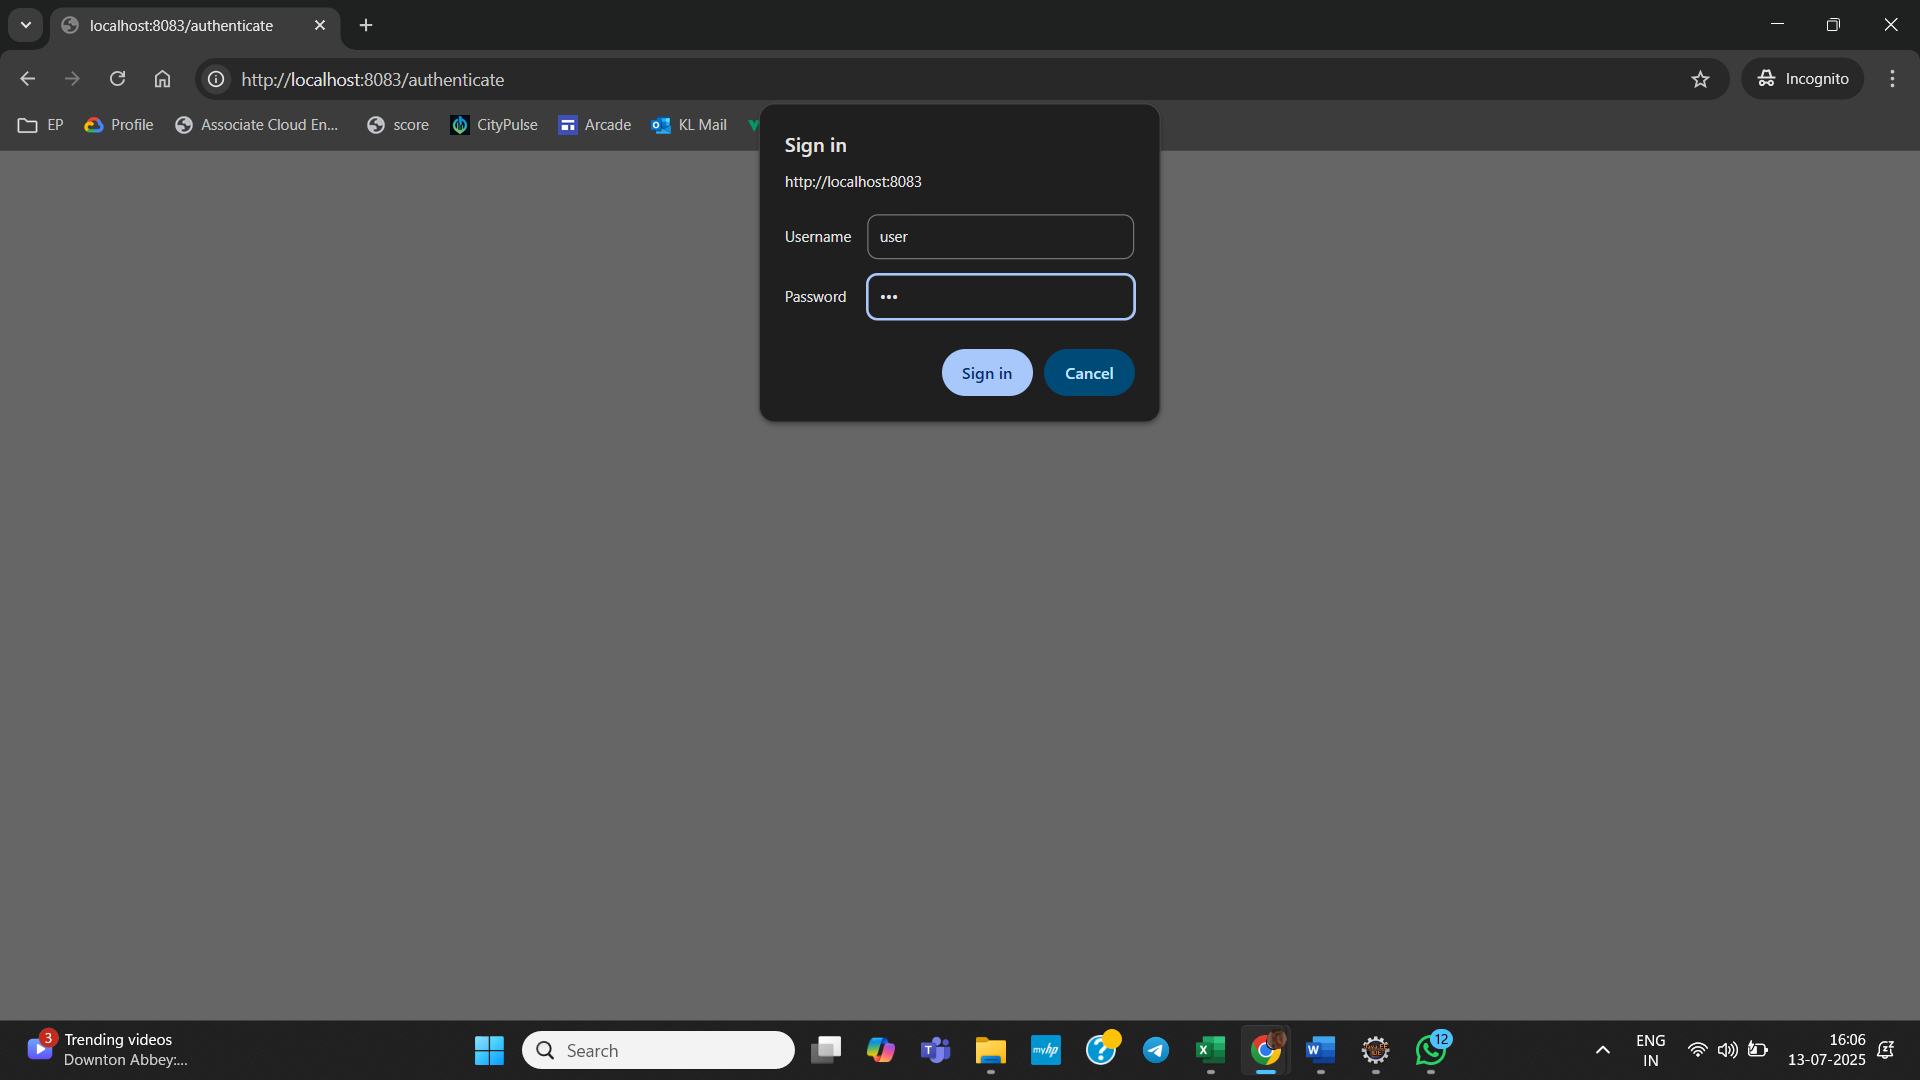 localhost:8083/authenticate
http://localhost:8083/authenticate
Incognito
EP
Profile
Associate Cloud En...
score
CityPulse
Arcade
KL Mail
Sign in
http://localhost:8083
Username
user
Password
•••
Sign in
Cancel
3
Trending videos
Downton Abbey:...
Search
T
myhp
?
X
W
12
ENG
IN
16:06
13-07-2025